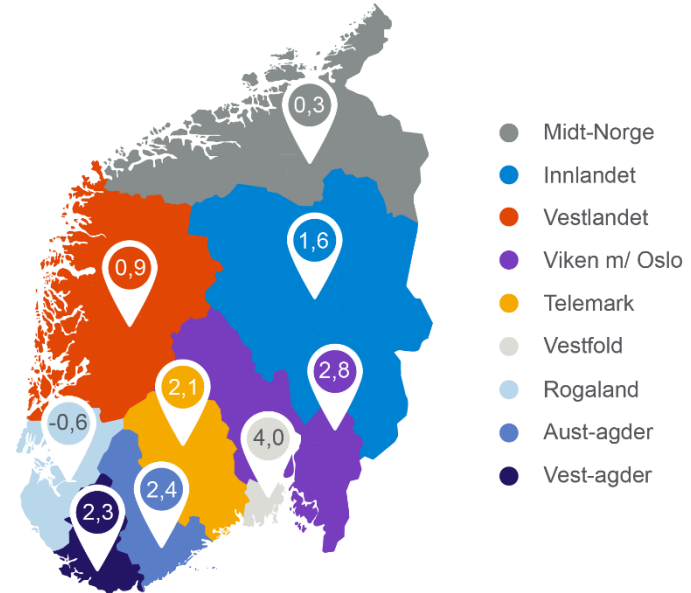 0,3
1,6
0,9
2,8
2,1
-0,6
4,0
2,4
2,3
Midt-Norge
Innlandet
Vestlandet
Viken m/ Oslo
Telemark
Vestfold
Rogaland
Aust-agder
Vest-agder